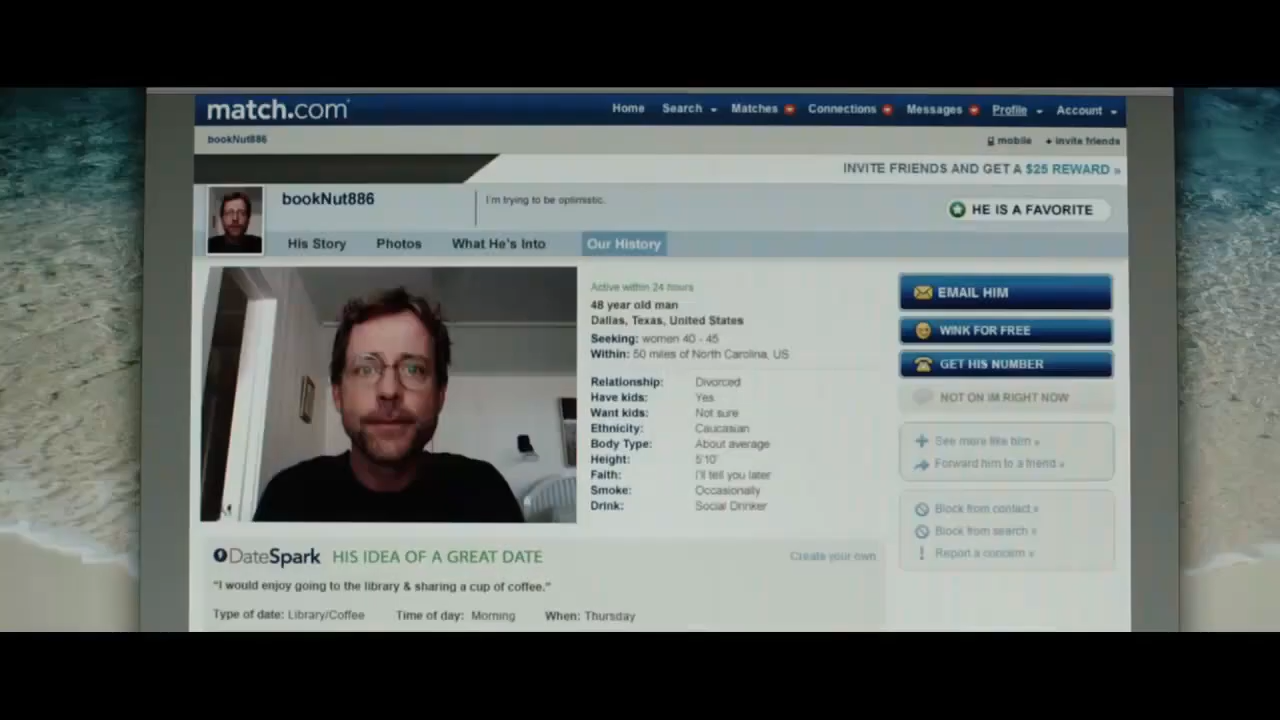 match.com
Home Search Matches Connections Messages Profile Account
bookNut886
mobile + invite friends
INVITE FRIENDS AND GET A $25 REWARD »
bookNut886
I'm trying to be optimistic.
HE IS A FAVORITE
His Story Photos What He's Into Our History
Active within 24 hours
48 year old man
Dallas, Texas, United States
Seeking: women 40 - 45
Within: 50 miles of North Carolina, US
Relationship: Divorced
Have kids: Yes
Want kids: Not sure
Ethnicity: Caucasian
Body Type: About average
Height: 5'10'
Faith: I'll tell you later
Smoke: Occasionally
Drink: Social Drinker
EMAIL HIM
WINK FOR FREE
GET HIS NUMBER
NOT ON IM RIGHT NOW
See more like him »
Forward him to a friend »
Block from contact »
Block from search »
Report a concern »
DateSpark HIS IDEA OF A GREAT DATE
Create your own
"I would enjoy going to the library & sharing a cup of coffee."
Type of date: Library/Coffee Time of day: Morning When: Thursday